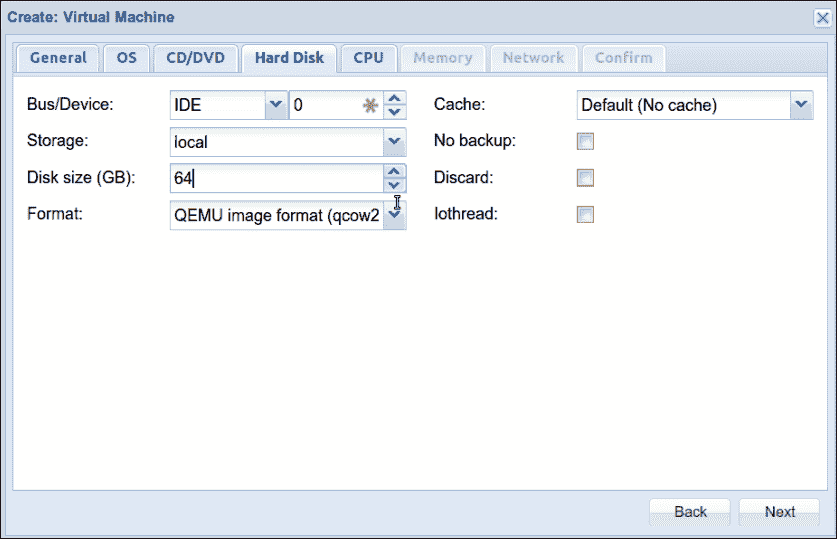 Create: Virtual Machine
General OS CD/DVD Hard Disk CPU Memory Network Confirm
Bus/Device: IDE 0 Cache: Default (No cache)
Storage: local No backup:
Disk size (GB): 64 Discard:
Format: QEMU image format (qcow2 Iothread:
Back Next